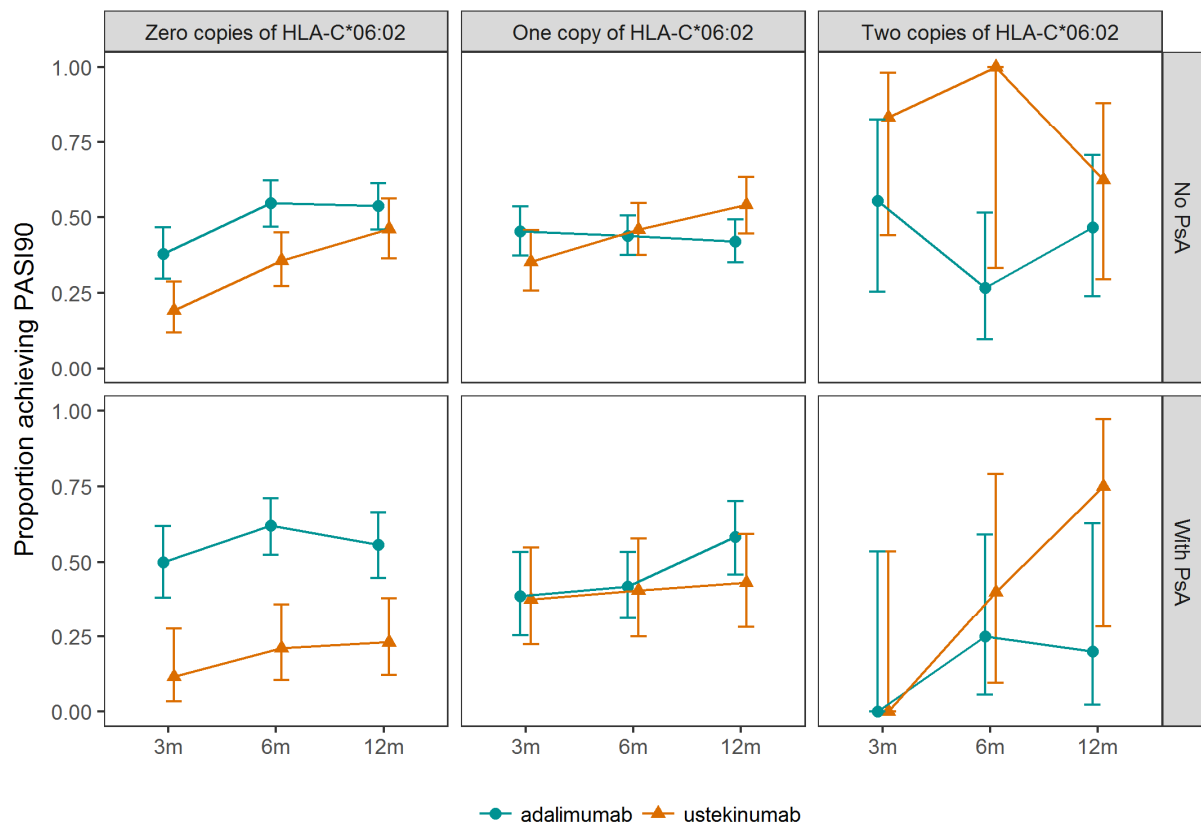 Zero copies of HLA-C*06:02
One copy of HLA-C*06:02
Two copies of HLA-C*06:02
Proportion achieving PASI90
1.00
0.75
0.50
0.25
0.00
No PsA
1.00
0.75
0.50
0.25
0.00
With PsA
3m 6m 12m
3m 6m 12m
3m 6m 12m
adalimumab ustekinumab